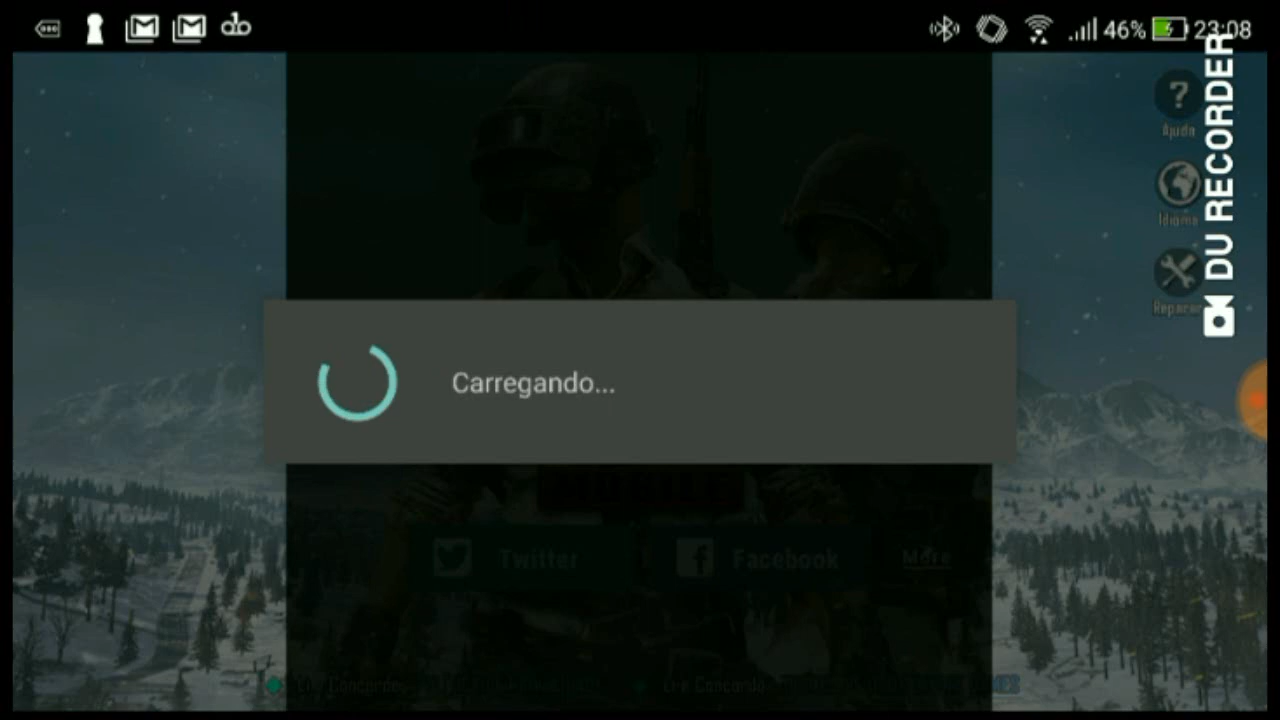 46% 23:08
DU RECORDER
Ajuda
Idioma
Reparar
Carregando...
Twitter Facebook More